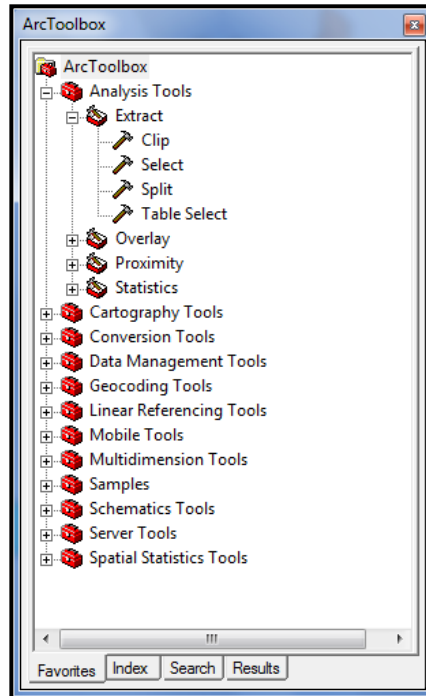 ArcToolbox
ArcToolbox
Analysis Tools
Extract
Clip
Select
Split
Table Select
Overlay
Proximity
Statistics
Cartography Tools
Conversion Tools
Data Management Tools
Geocoding Tools
Linear Referencing Tools
Mobile Tools
Multidimension Tools
Samples
Schematics Tools
Server Tools
Spatial Statistics Tools
Favorites Index Search Results